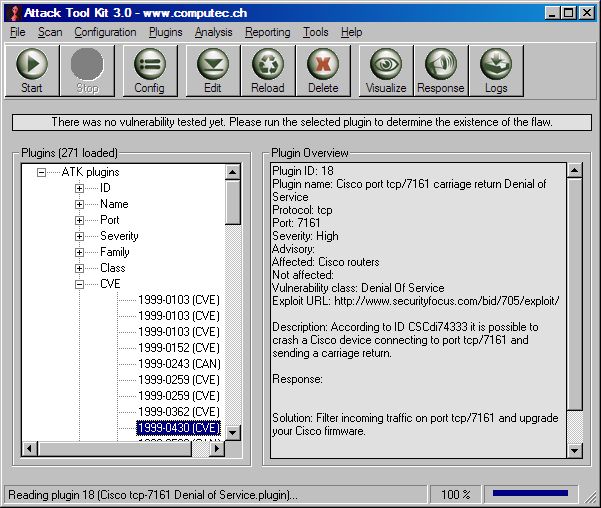 Attack Tool Kit 3.0 - www.computec.ch
File Scan Configuration Plugins Analysis Reporting Tools Help
Start Stop Config Edit Reload Delete Visualize Response Logs
There was no vulnerability tested yet. Please run the selected plugin to determine the existence of the flaw.
Plugins (271 loaded)
ATK plugins
ID
Name
Port
Severity
Family
Class
CVE
1999-0103 (CVE)
1999-0103 (CVE)
1999-0103 (CVE)
1999-0152 (CVE)
1999-0243 (CAN)
1999-0259 (CVE)
1999-0259 (CVE)
1999-0362 (CVE)
1999-0430 (CVE)
Plugin Overview
Plugin ID: 18
Plugin name: Cisco port tcp/7161 carriage return Denial of
Service
Protocol: tcp
Port: 7161
Severity: High
Advisory:
Affected: Cisco routers
Not affected:
Vulnerability class: Denial Of Service
Exploit URL: http://www.securityfocus.com/bid/705/exploit/
Description: According to ID CSCdi74333 it is possible to
crash a Cisco device connecting to port tcp/7161 and
sending a carriage return.
Response:
Solution: Filter incoming traffic on port tcp/7161 and upgrade
your Cisco firmware.
Reading plugin 18 (Cisco tcp-7161 Denial of Service.plugin)...
100 %